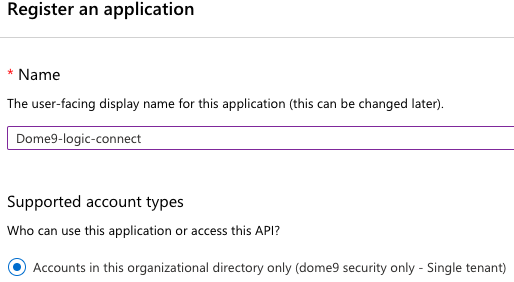 Register an application
* Name
The user-facing display name for this application (this can be changed later).
Dome9-logic-connect
Supported account types
Who can use this application or access this API?
Accounts in this organizational directory only (dome9 security only - Single tenant)